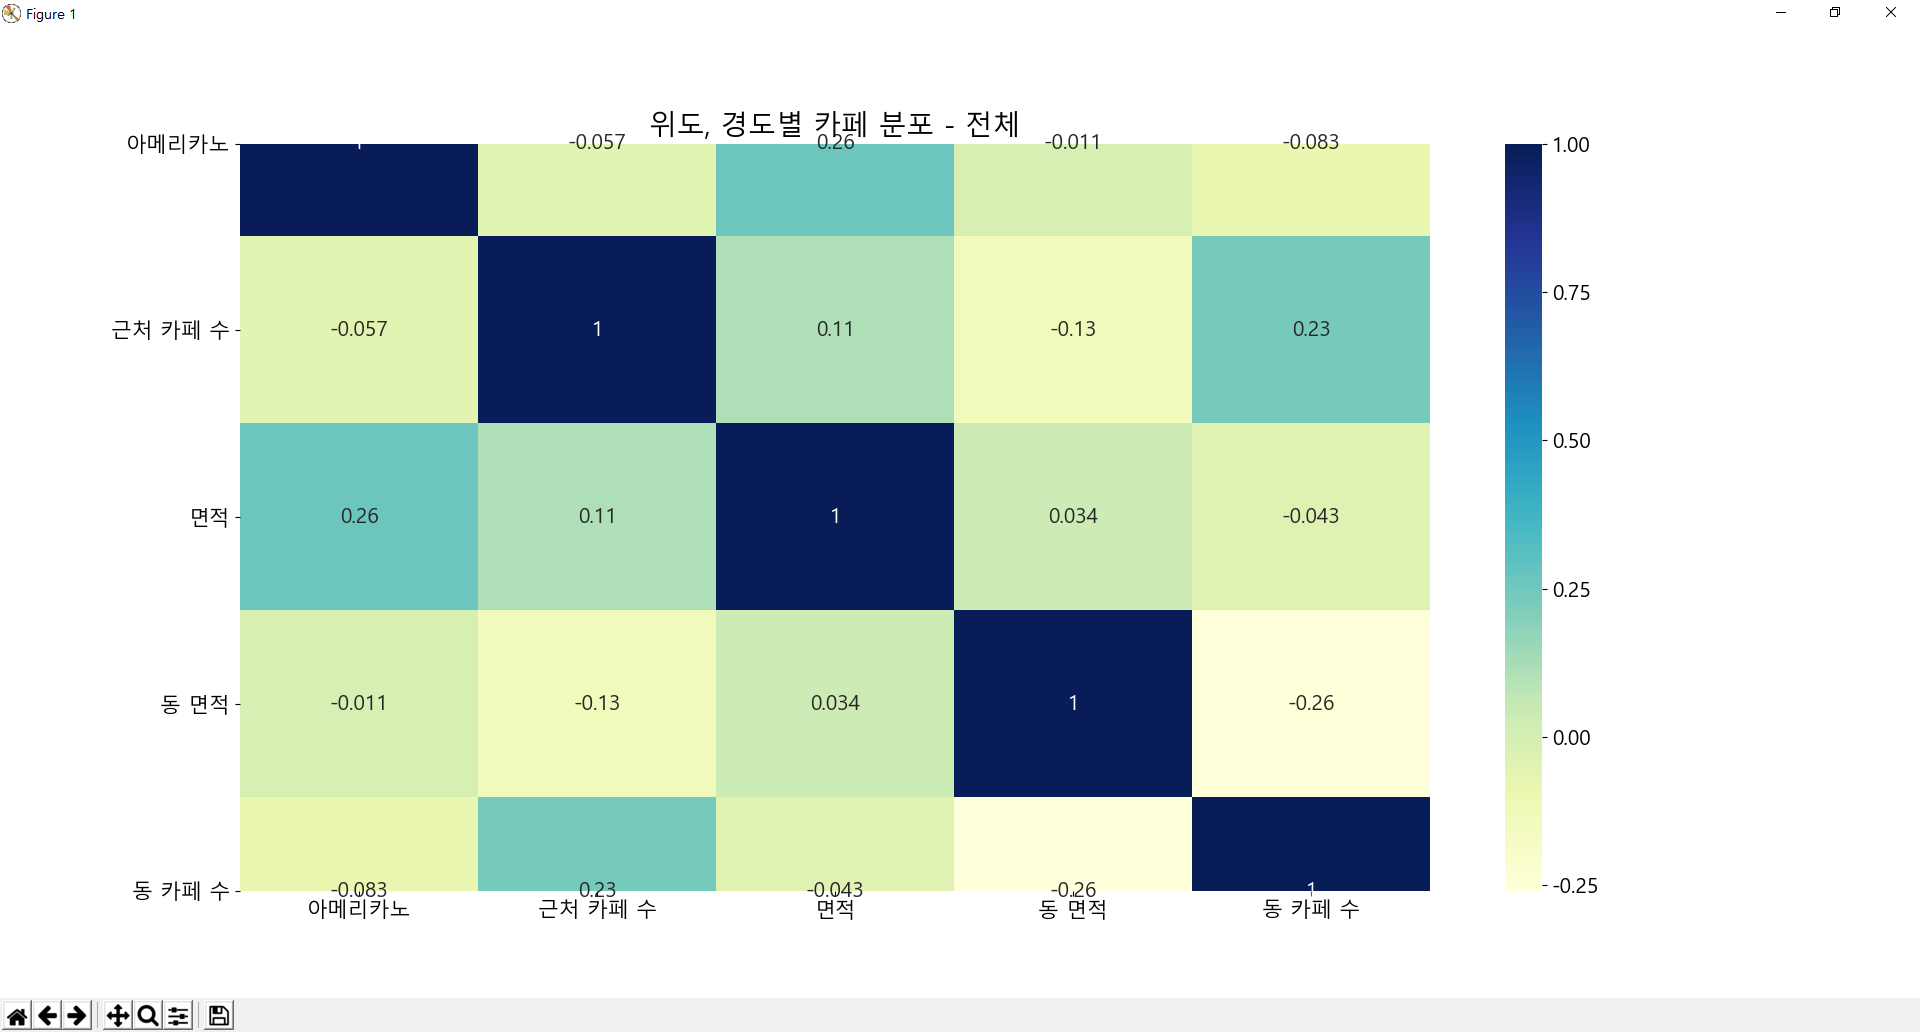 Figure 1
위도, 경도별 카페 분포 - 전체
아메리카노 1 -0.057 0.26 -0.011 -0.083
근처 카페 수 -0.057 1 0.11 -0.13 0.23
면적 0.26 0.11 1 0.034 -0.043
동 면적 -0.011 -0.13 0.034 1 -0.26
동 카페 수 -0.083 0.23 -0.043 -0.26 1
아메리카노 근처 카페 수 면적 동 면적 동 카페 수
1.00
0.75
0.50
0.25
0.00
-0.25